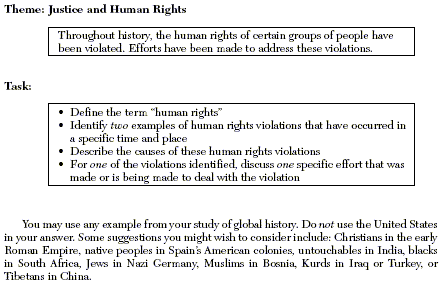 Theme: Justice and Human Rights
Throughout history, the human rights of certain groups of people have
been violated. Efforts have been made to address these violations.
Task:
• Define the term “human rights”
• Identify two examples of human rights violations that have occurred in
a specific time and place
• Describe the causes of these human rights violations
• For one of the violations identified, discuss one specific effort that was
made or is being made to deal with the violation
You may use any example from your study of global history. Do not use the United States
in your answer. Some suggestions you might wish to consider include: Christians in the early
Roman Empire, native peoples in Spain’s American colonies, untouchables in India, blacks
in South Africa, Jews in Nazi Germany, Muslims in Bosnia, Kurds in Iraq or Turkey, or
Tibetans in China.